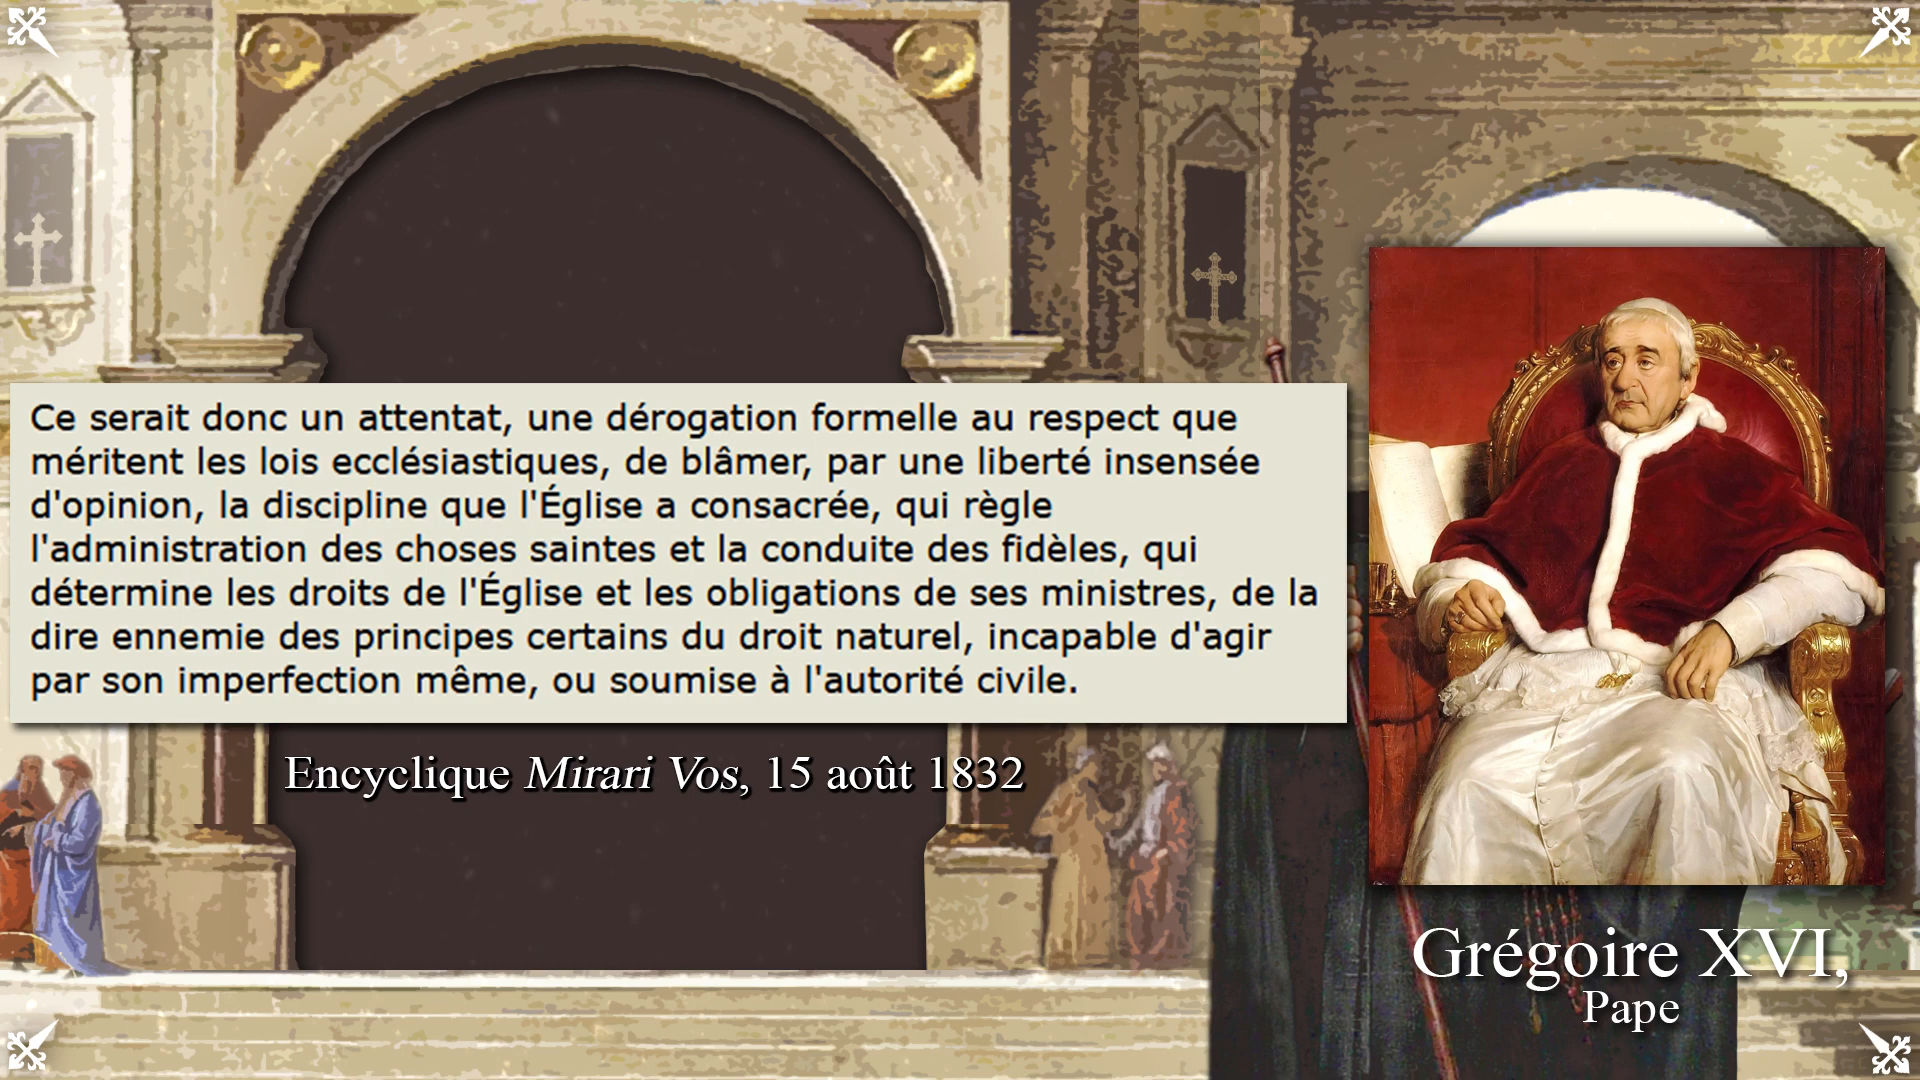 Ce serait donc un attentat, une dérogation formelle au respect que
méritent les lois ecclésiastiques, de blâmer, par une liberté insensée
d'opinion, la discipline que l'Église a consacrée, qui règle
l'administration des choses saintes et la conduite des fidèles, qui
détermine les droits de l'Église et les obligations de ses ministres, de la
dire ennemie des principes certains du droit naturel, incapable d'agir
par son imperfection même, ou soumise à l'autorité civile.
Encyclique Mirari Vos, 15 août 1832
Grégoire XVI,
Pape